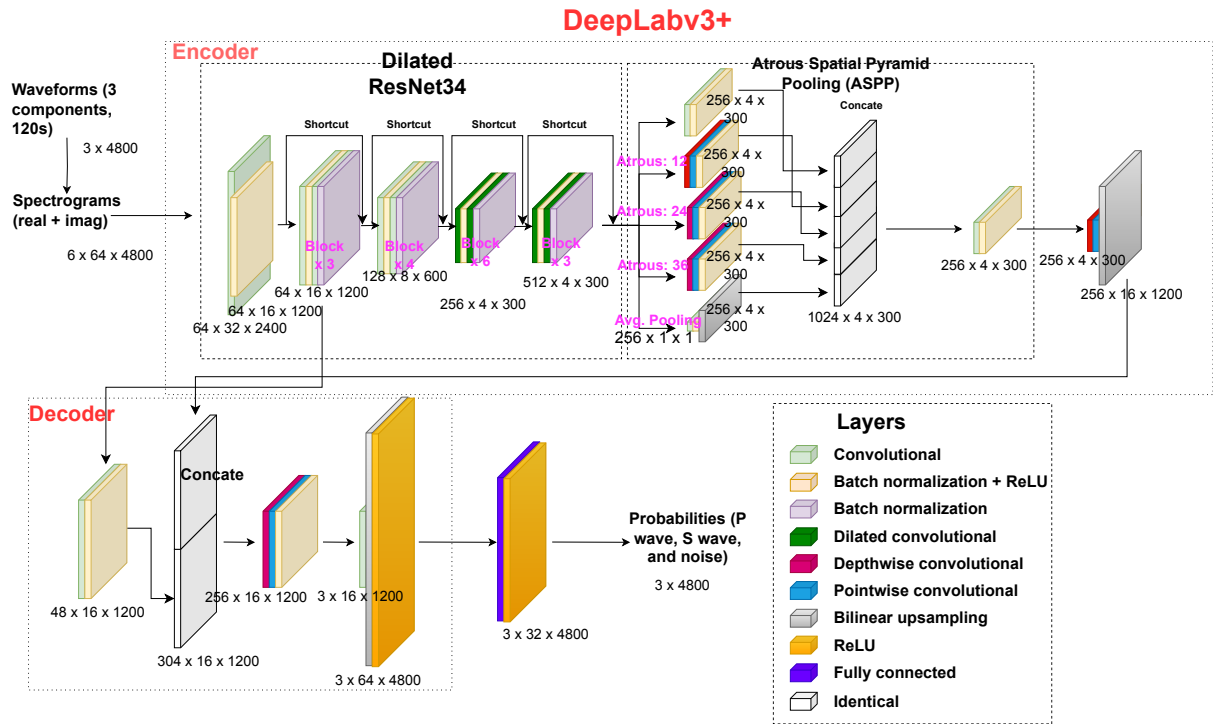 DeepLabv3+
Encoder
Waveforms (3
components,
120s)
3 x 4800
Spectrograms
(real + imag)
6 x 64 x 4800
Dilated
ResNet34
Shortcut
Shortcut
Shortcut
Shortcut
Block
x 3
Block
x 4
Block
x 6
Block
x 3
64 x 16 x 1200
64 x 32 x 2400
64 x 16 x 1200
128 x 8 x 600
256 x 4 x 300
512 x 4 x 300
Atrous Spatial Pyramid
Pooling (ASPP)
Concate
256 x 4 x
300
Atrous: 12
256 x 4 x
300
Atrous: 24
256 x 4 x
300
Atrous: 36
256 x 4 x
300
Avg. Pooling
256 x 1 x 1
256 x 4 x
300
1024 x 4 x 300
256 x 4 x 300
256 x 4 x 300
256 x 16 x 1200
Decoder
48 x 16 x 1200
Concate
304 x 16 x 1200
256 x 16 x 1200
3 x 16 x 1200
3 x 64 x 4800
3 x 32 x 4800
Probabilities (P
wave, S wave,
and noise)
3 x 4800
Layers
Convolutional
Batch normalization + ReLU
Batch normalization
Dilated convolutional
Depthwise convolutional
Pointwise convolutional
Bilinear upsampling
ReLU
Fully connected
Identical